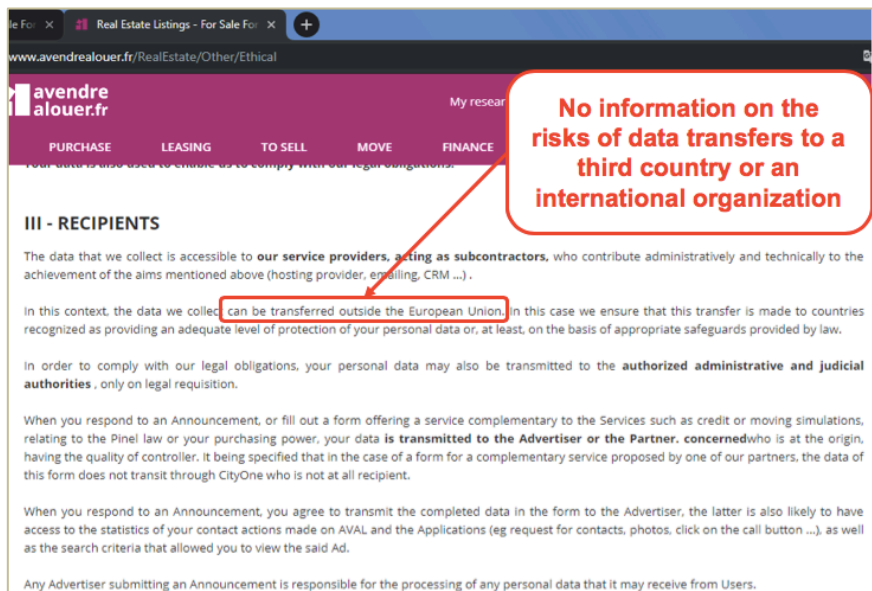 le For ×
Real Estate Listings - For Sale For ×
www.avendrealouer.fr/RealEstate/Other/Ethical
avendre
alouer.fr
My resear
PURCHASE LEASING TO SELL MOVE FINANCE
No information on the
risks of data transfers to a
third country or an
international organization
Your data is also used to enable us to comply with our legal obligations.
III - RECIPIENTS
The data that we collect is accessible to our service providers, acting as subcontractors, who contribute administratively and technically to the
achievement of the aims mentioned above (hosting provider, emailing, CRM ...) .
In this context, the data we collect can be transferred outside the European Union. In this case we ensure that this transfer is made to countries
recognized as providing an adequate level of protection of your personal data or, at least, on the basis of appropriate safeguards provided by law.
In order to comply with our legal obligations, your personal data may also be transmitted to the authorized administrative and judicial
authorities , only on legal requisition.
When you respond to an Announcement, or fill out a form offering a service complementary to the Services such as credit or moving simulations,
relating to the Pinel law or your purchasing power, your data is transmitted to the Advertiser or the Partner. concernedwho is at the origin,
having the quality of controller. It being specified that in the case of a form for a complementary service proposed by one of our partners, the data of
this form does not transit through CityOne who is not at all recipient.
When you respond to an Announcement, you agree to transmit the completed data in the form to the Advertiser, the latter is also likely to have
access to the statistics of your contact actions made on AVAL and the Applications (eg request for contacts, photos, click on the call button ...), as well
as the search criteria that allowed you to view the said Ad.
Any Advertiser submitting an Announcement is responsible for the processing of any personal data that it may receive from Users.